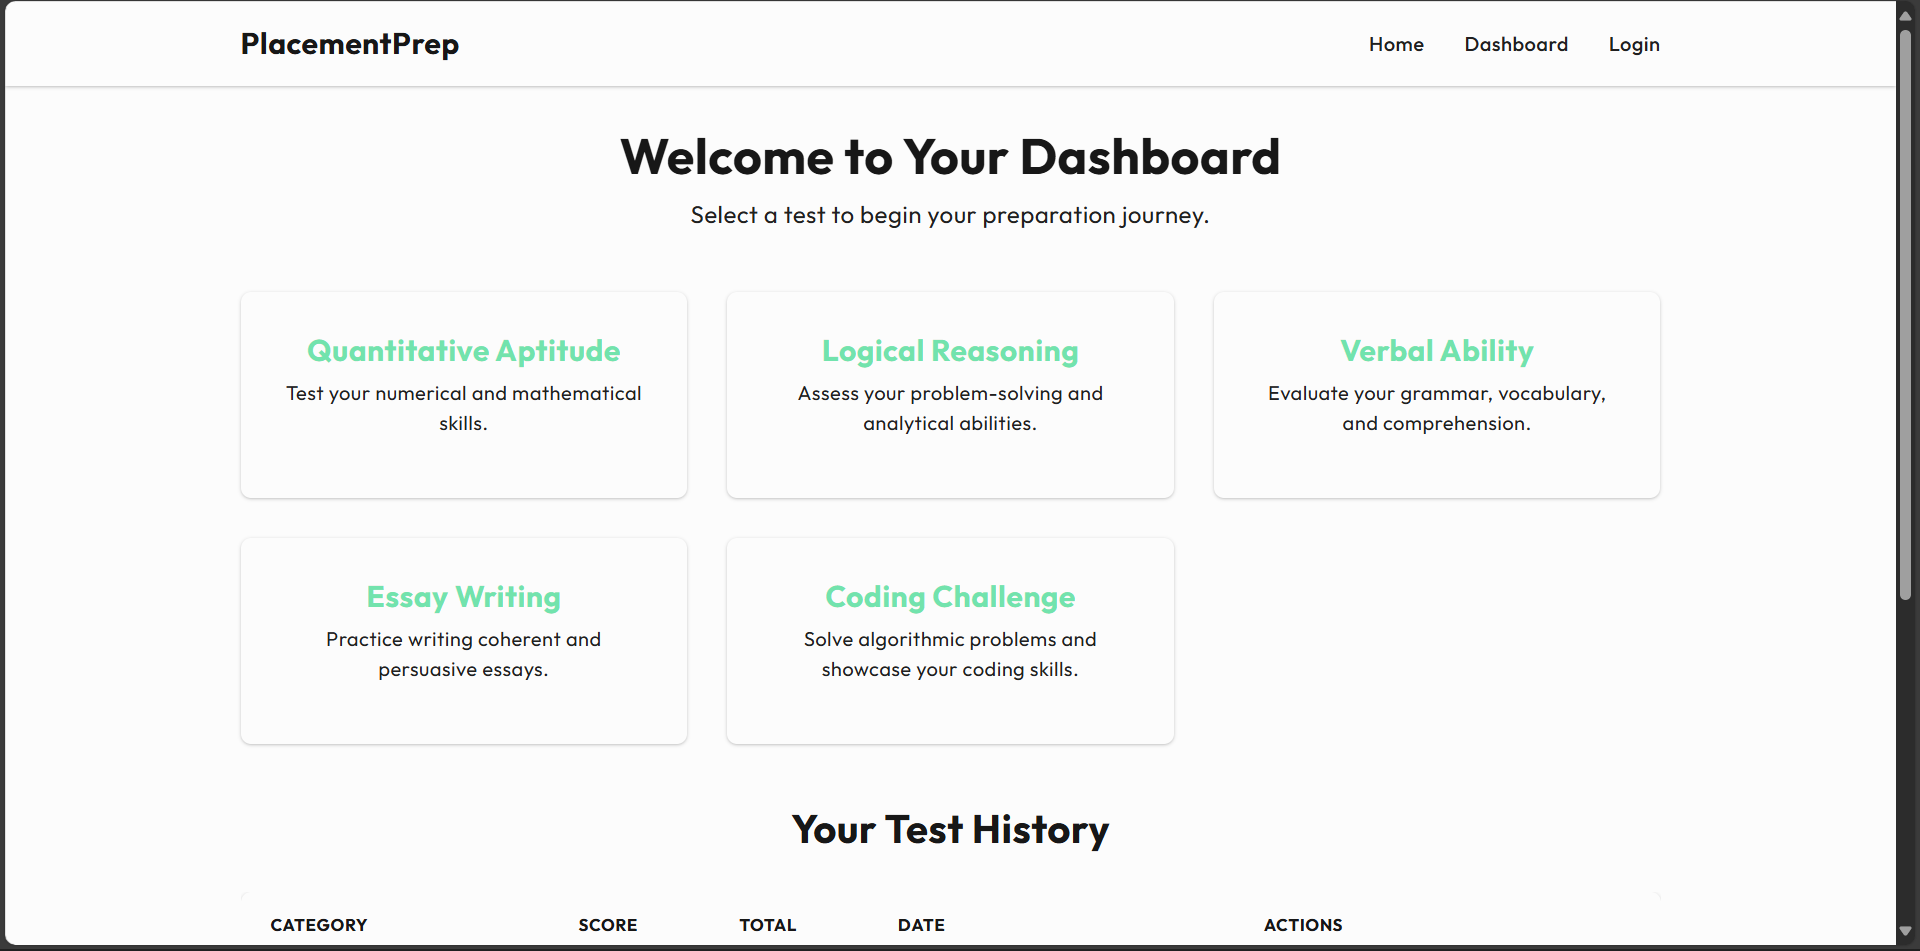 PlacementPrep
Home Dashboard Login
Welcome to Your Dashboard
Select a test to begin your preparation journey.
Quantitative Aptitude
Test your numerical and mathematical
skills.
Logical Reasoning
Assess your problem-solving and
analytical abilities.
Verbal Ability
Evaluate your grammar, vocabulary,
and comprehension.
Essay Writing
Practice writing coherent and
persuasive essays.
Coding Challenge
Solve algorithmic problems and
showcase your coding skills.
Your Test History
CATEGORY SCORE TOTAL DATE ACTIONS